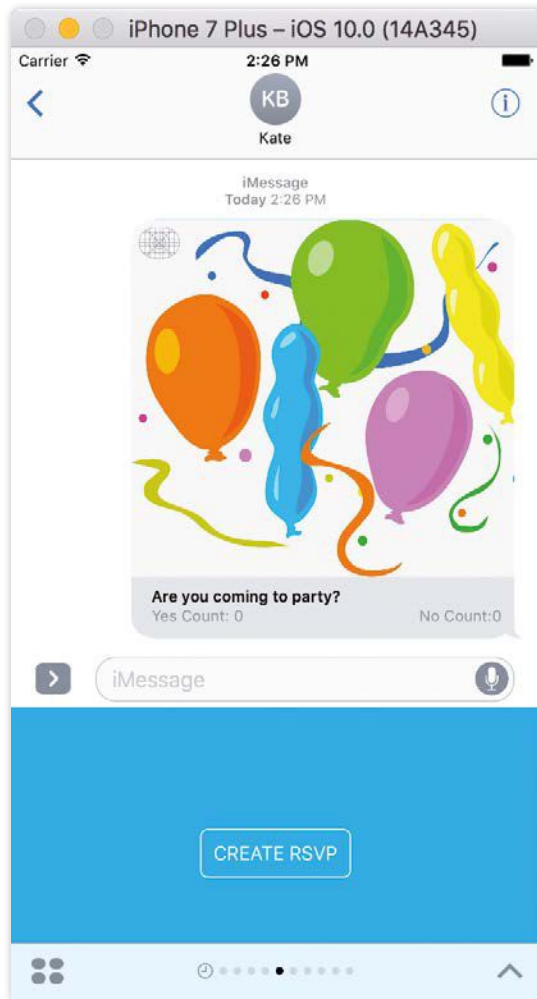 iPhone 7 Plus – iOS 10.0 (14A345)
Carrier 2:26 PM
KB
Kate
iMessage
Today 2:26 PM
Are you coming to party?
Yes Count: 0 No Count:0
iMessage
CREATE RSVP